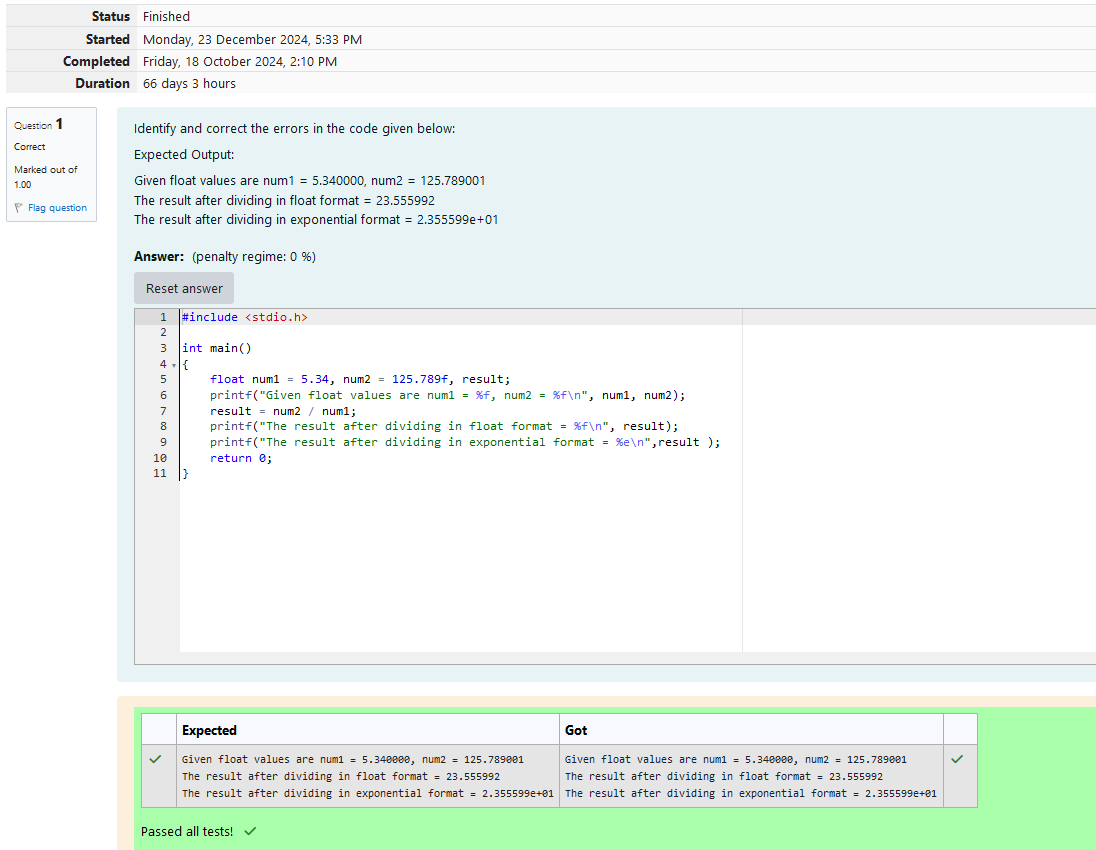 Status Finished
Started Monday, 23 December 2024, 5:33 PM
Completed Friday, 18 October 2024, 2:10 PM
Duration 66 days 3 hours
Question 1
Correct
Marked out of
1.00
Flag question
Identify and correct the errors in the code given below:
Expected Output:
Given float values are num1 = 5.340000, num2 = 125.789001
The result after dividing in float format = 23.555992
The result after dividing in exponential format = 2.355599e+01
Answer: (penalty regime: 0 %)
Reset answer
1 #include <stdio.h>
2
3 int main()
4 {
5 float num1 = 5.34, num2 = 125.789f, result;
6 printf("Given float values are num1 = %f, num2 = %f\n", num1, num2);
7 result = num2 / num1;
8 printf("The result after dividing in float format = %f\n", result);
9 printf("The result after dividing in exponential format = %e\n",result );
10 return 0;
11 }
Expected Got
Given float values are num1 = 5.340000, num2 = 125.789001 Given float values are num1 = 5.340000, num2 = 125.789001
The result after dividing in float format = 23.555992 The result after dividing in float format = 23.555992
The result after dividing in exponential format = 2.355599e+01 The result after dividing in exponential format = 2.355599e+01
Passed all tests!